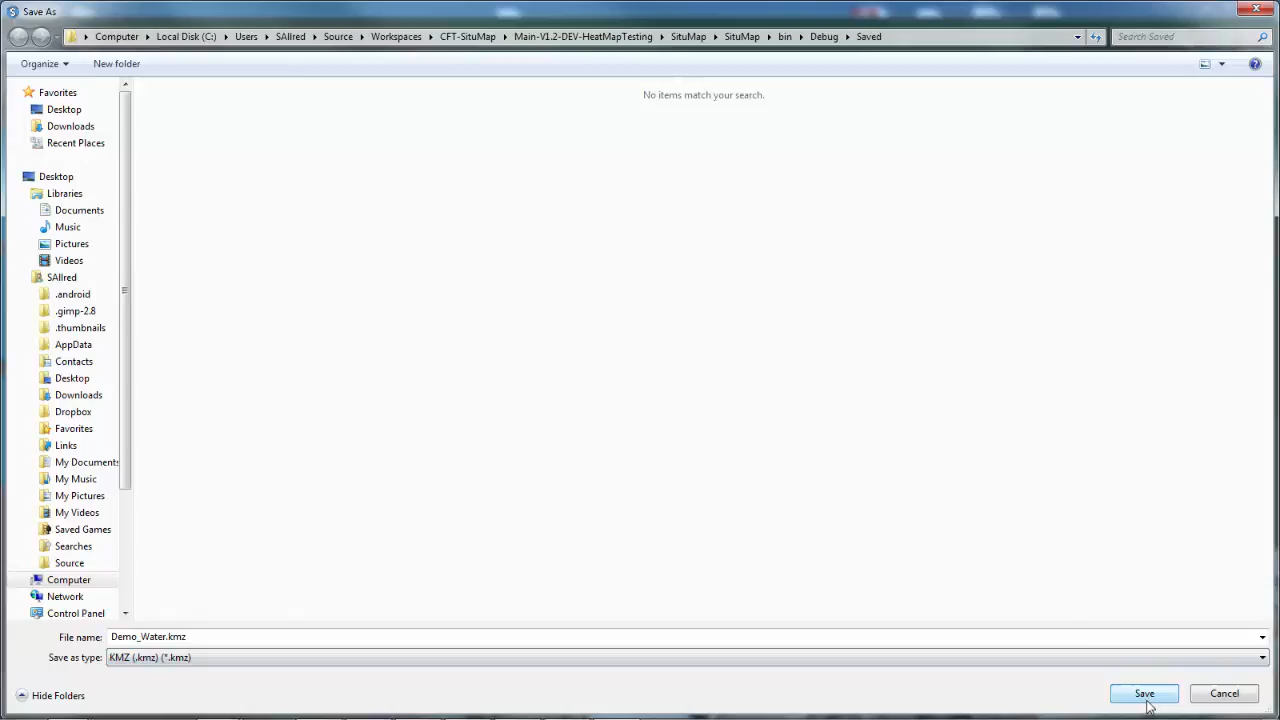 Save As
Computer Local Disk (C:) Users SAllred Source Workspaces CFT-SituMap Main-V1.2-DEV-HeatMapTesting SituMap SituMap bin Debug Saved Search Saved
Organize New folder
No items match your search.
Favorites
Desktop
Downloads
Recent Places
Desktop
Libraries
Documents
Music
Pictures
Videos
SAllred
.android
.gimp-2.8
.thumbnails
AppData
Contacts
Desktop
Downloads
Dropbox
Favorites
Links
My Documents
My Music
My Pictures
My Videos
Saved Games
Searches
Source
Computer
Network
Control Panel
File name: Demo_Water.kmz
Save as type: KMZ (.kmz) (*.kmz)
Hide Folders Save Cancel